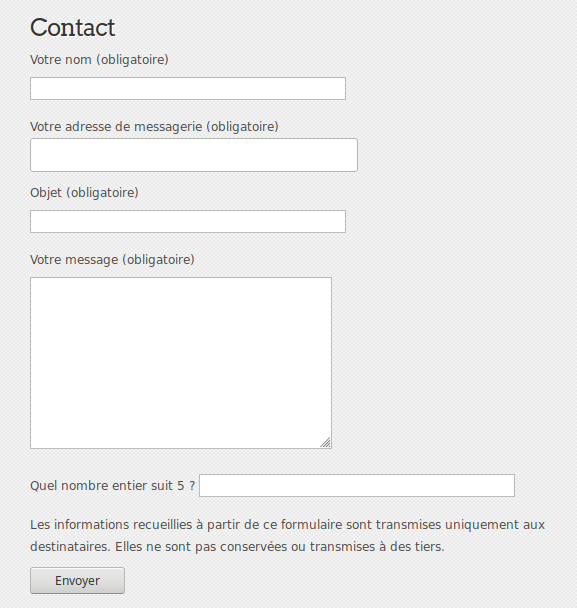 Contact
Votre nom (obligatoire)
Votre adresse de messagerie (obligatoire)
Objet (obligatoire)
Votre message (obligatoire)
Quel nombre entier suit 5 ?
Les informations recueillies à partir de ce formulaire sont transmises uniquement aux
destinataires. Elles ne sont pas conservées ou transmises à des tiers.
Envoyer